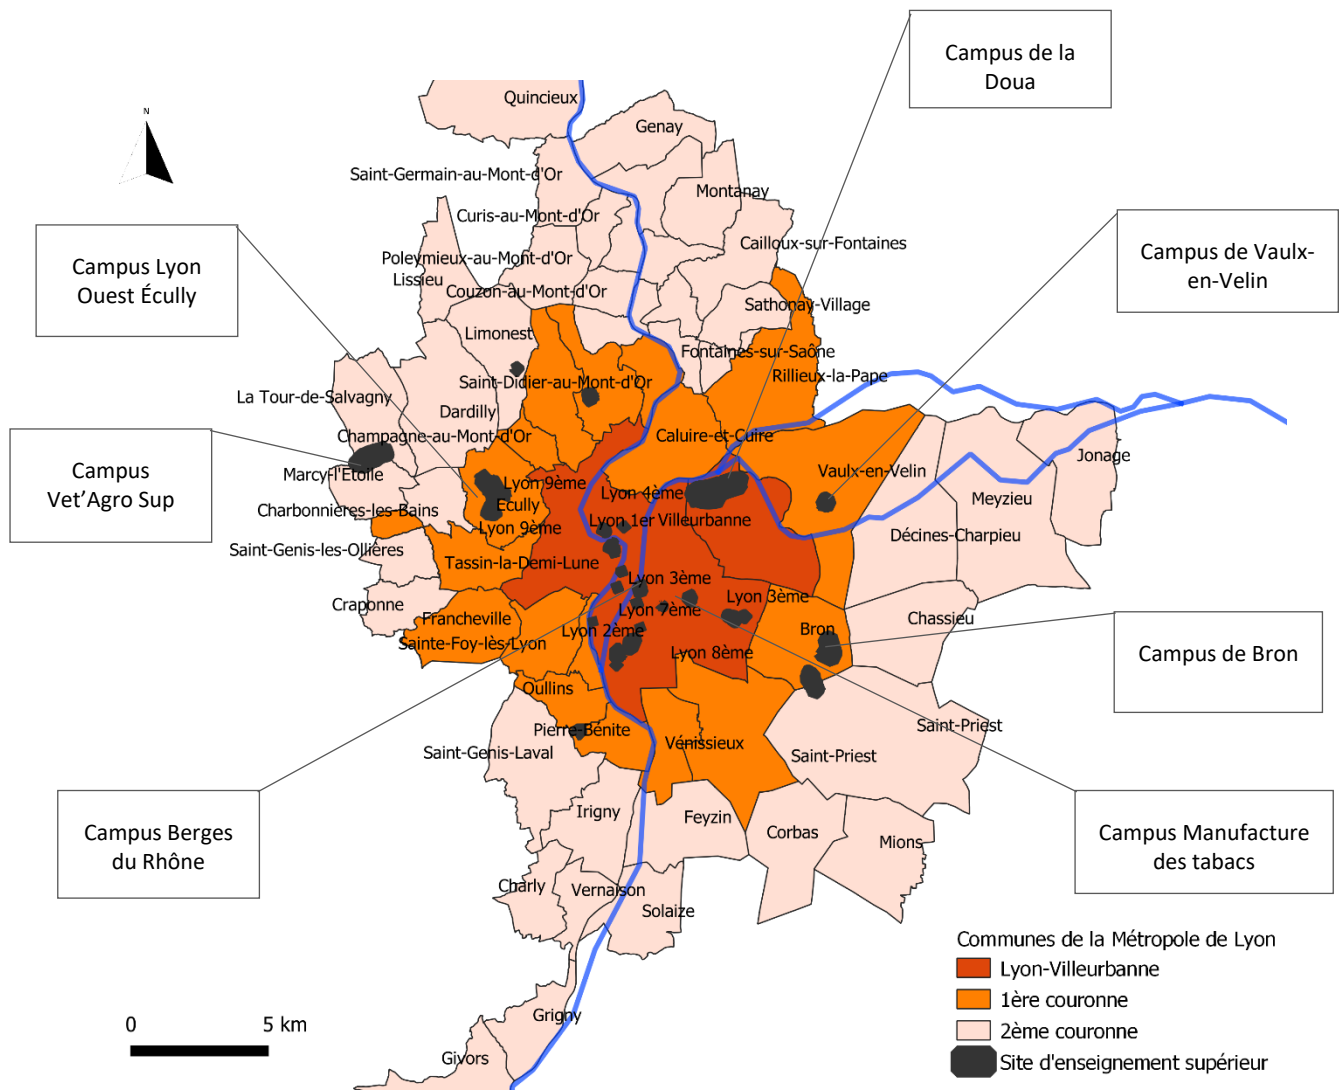 Campus de la
Doua
Quincieux
N
Genay
Saint-Germain-au-Mont-d'Or
Montanay
Curis-au-Mont-d'Or
Cailloux-sur-Fontaines
Campus Lyon
Ouest Écully
Campus de Vaulx-
en-Velin
Poleymieux-au-Mont-d'Or
Lissieu
Couzon-au-Mont-d'Or
Sathonay-Village
Limonest
Fontaines-sur-Saône
Rillieux-la-Pape
Saint-Didier-au-Mont-d'Or
La Tour-de-Salvagny
Dardilly
Champagne-au-Mont-d'Or
Caluire-et-Cuire
Campus
Vet'Agro Sup
Marcy-l'Etoile
Vaulx-en-Velin
Jonage
Lyon 9ème
Lyon 4ème
Meyzieu
Charbonnières-les-Bains
Ecully
Lyon 9ème
Lyon 1er
Villeurbanne
Décines-Charpieu
Saint-Genis-les-Ollières
Tassin-la-Demi-Lune
Lyon 3ème
Lyon 3ème
Craponne
Francheville
Lyon 7ème
Chassieu
Lyon 2ème
Bron
Sainte-Foy-lès-Lyon
Lyon 8ème
Campus de Bron
Oullins
Pierre-Bénite
Saint-Priest
Saint-Genis-Laval
Vénissieux
Saint-Priest
Campus Berges
du Rhône
Irigny
Feyzin
Corbas
Mions
Campus Manufacture
des tabacs
Charly
Vernaison
Solaize
Communes de la Métropole de Lyon
Lyon-Villeurbanne
1ère couronne
2ème couronne
Site d'enseignement supérieur
0
5 km
Grigny
Givors